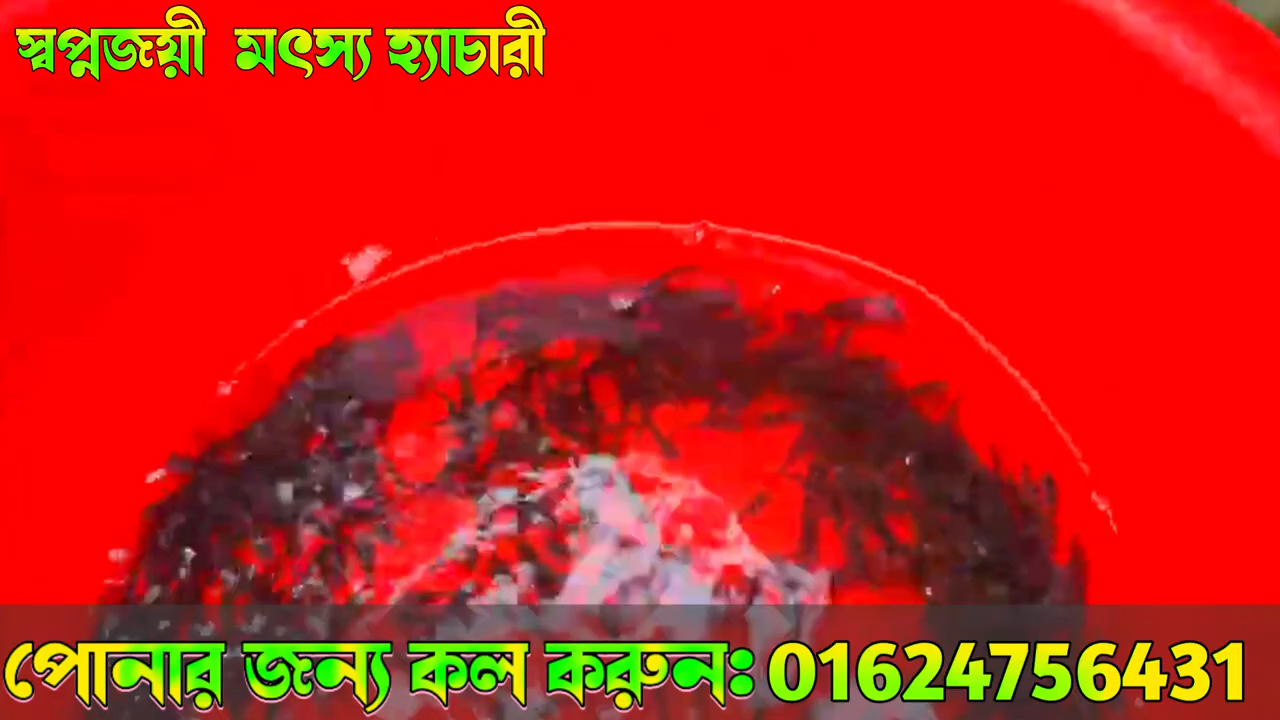 স্বপ্নজয়ী মৎস্য হ্যাচারী
পোনার জন্য কল করুনঃ 01624756431